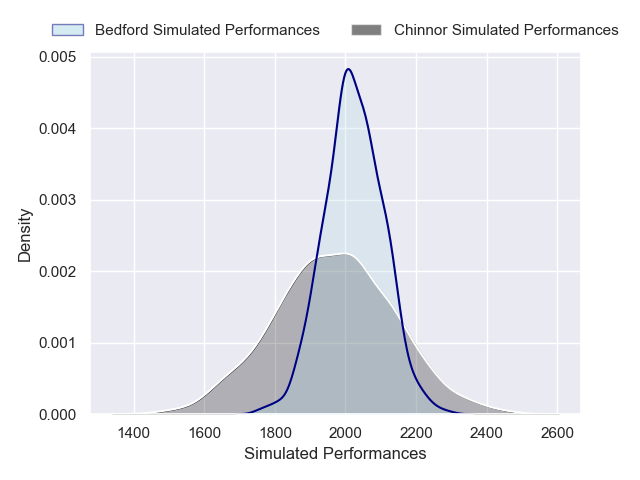 Bedford Simulated Performances Chinnor Simulated Performances
0.005
0.004
0.003
0.002
0.001
0.000
Density
1400 1600 1800 2000 2200 2400 2600
Simulated Performances